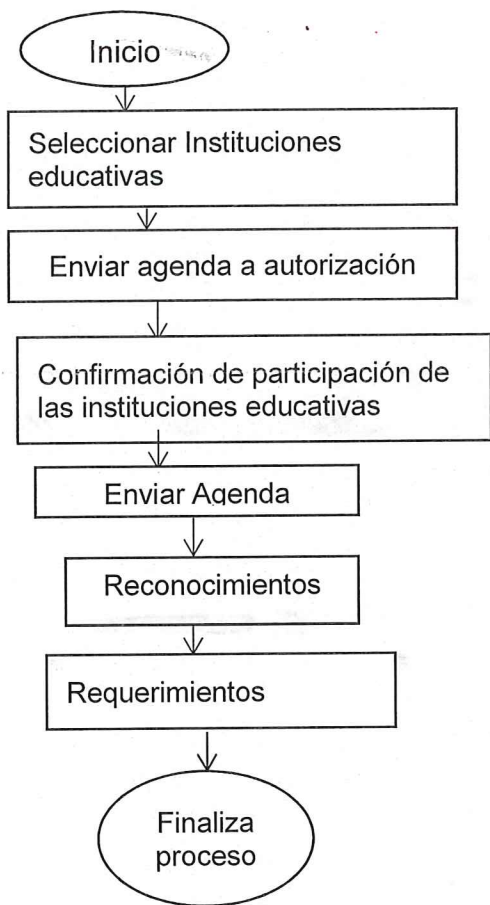 Inicio
Seleccionar Instituciones
educativas
Enviar agenda a autorización
Confirmación de participación de
las instituciones educativas
Enviar Agenda
Reconocimientos
Requerimientos
Finaliza
proceso